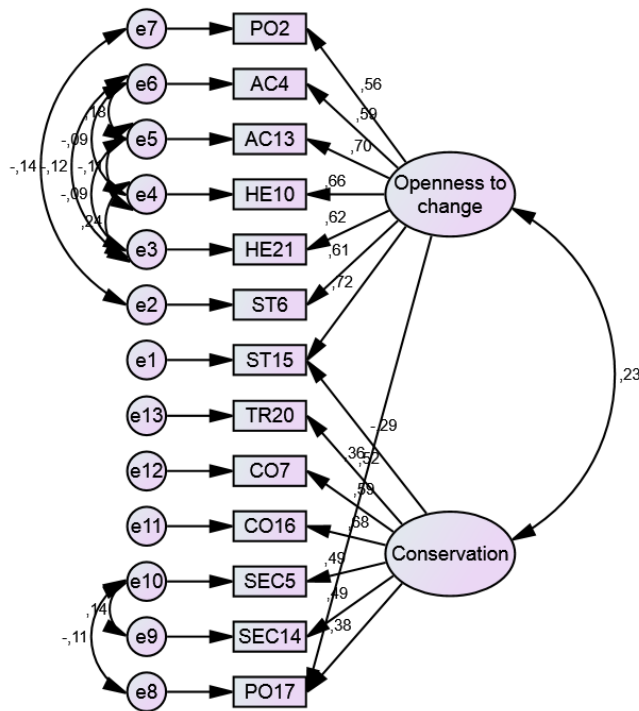 e7
PO2
,56
e6
AC4
,18
,59
e5
AC13
-,09
,70
-,14
-,12
-,11
e4
HE10
,66
Openness to
change
-,09
,24
e3
HE21
,62
,61
e2
ST6
,72
e1
ST15
,23
e13
TR20
-,29
,36
,52
e12
CO7
,59
e11
CO16
,68
Conservation
e10
SEC5
,49
,14
e9
SEC14
,49
-,11
,38
e8
PO17